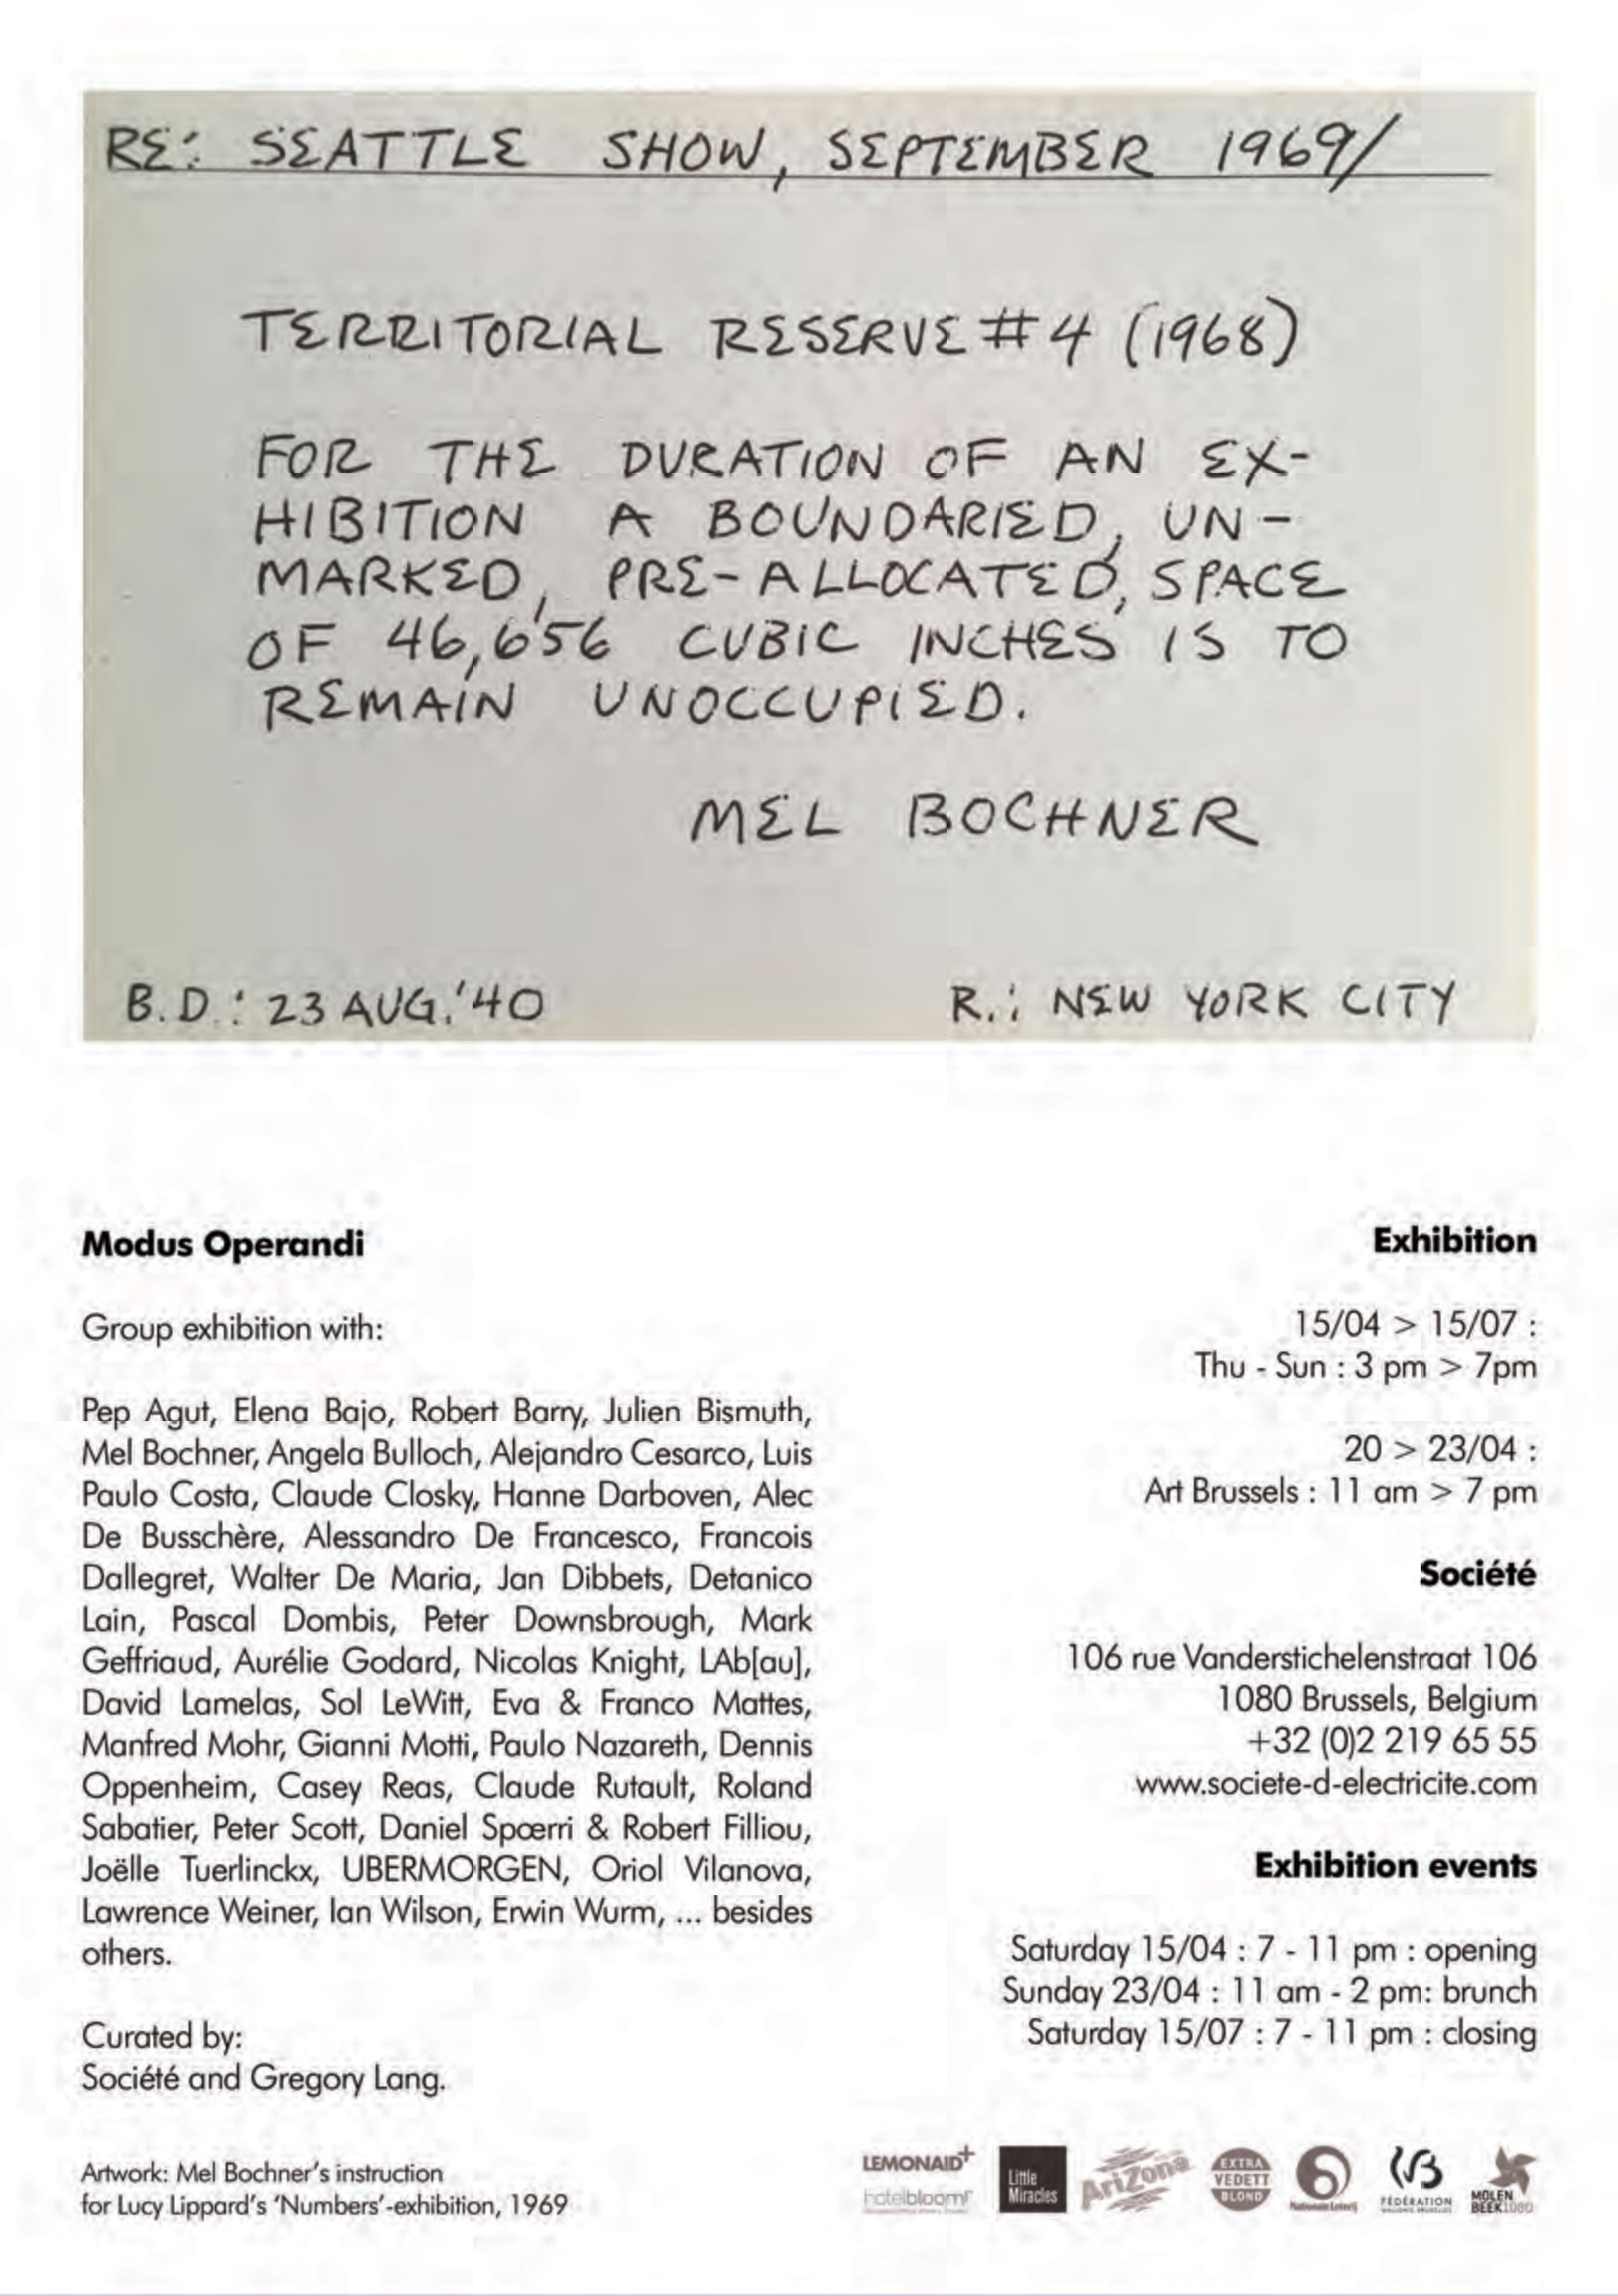 RE: SEATTLE SHOW, SEPTEMBER 1969/
TERRITORIAL RESERVE #4 (1968)
FOR THE DURATION OF AN EX-
HIBITION A BOUNDARIED, UN-
MARKED, PRE-ALLOCATED, SPACE
OF 46,656 CUBIC INCHES IS TO
REMAIN UNOCCUPIED.
MEL BOCHNER
B.D.: 23 AUG.'40
R.: NEW YORK CITY
Modus Operandi
Group exhibition with:
Pep Agut, Elena Bajo, Robert Barry, Julien Bismuth,
Mel Bochner, Angela Bulloch, Alejandro Cesarco, Luis
Paulo Costa, Claude Closky, Hanne Darboven, Alec
De Busschère, Alessandro De Francesco, Francois
Dallegret, Walter De Maria, Jan Dibbets, Detanico
Lain, Pascal Dombis, Peter Downsbrough, Mark
Geffriaud, Aurélie Godard, Nicolas Knight, LAb[au],
David Lamelas, Sol LeWitt, Eva & Franco Mattes,
Manfred Mohr, Gianni Motti, Paulo Nazareth, Dennis
Oppenheim, Casey Reas, Claude Rutault, Roland
Sabatier, Peter Scott, Daniel Spœrri & Robert Filliou,
Joëlle Tuerlinckx, UBERMORGEN, Oriol Vilanova,
Lawrence Weiner, Ian Wilson, Erwin Wurm, ... besides
others.
Curated by:
Société and Gregory Lang.
Artwork: Mel Bochner's instruction
for Lucy Lippard's 'Numbers'-exhibition, 1969
Exhibition
15/04 > 15/07 :
Thu - Sun : 3 pm > 7pm
20 > 23/04 :
Art Brussels : 11 am > 7 pm
Société
106 rue Vanderstichelenstraat 106
1080 Brussels, Belgium
+32 (0)2 219 65 55
www.societe-d-electricite.com
Exhibition events
Saturday 15/04 : 7 - 11 pm : opening
Sunday 23/04 : 11 am - 2 pm: brunch
Saturday 15/07 : 7 - 11 pm : closing
LEMONAID+
hotelbloom!
Little
Miracles
AriZona
EXTRA
VEDETT
BLOND
Nationale Loterij
FÉDÉRATION
WALLONIE-BRUXELLES
MOLEN
BEEK1080